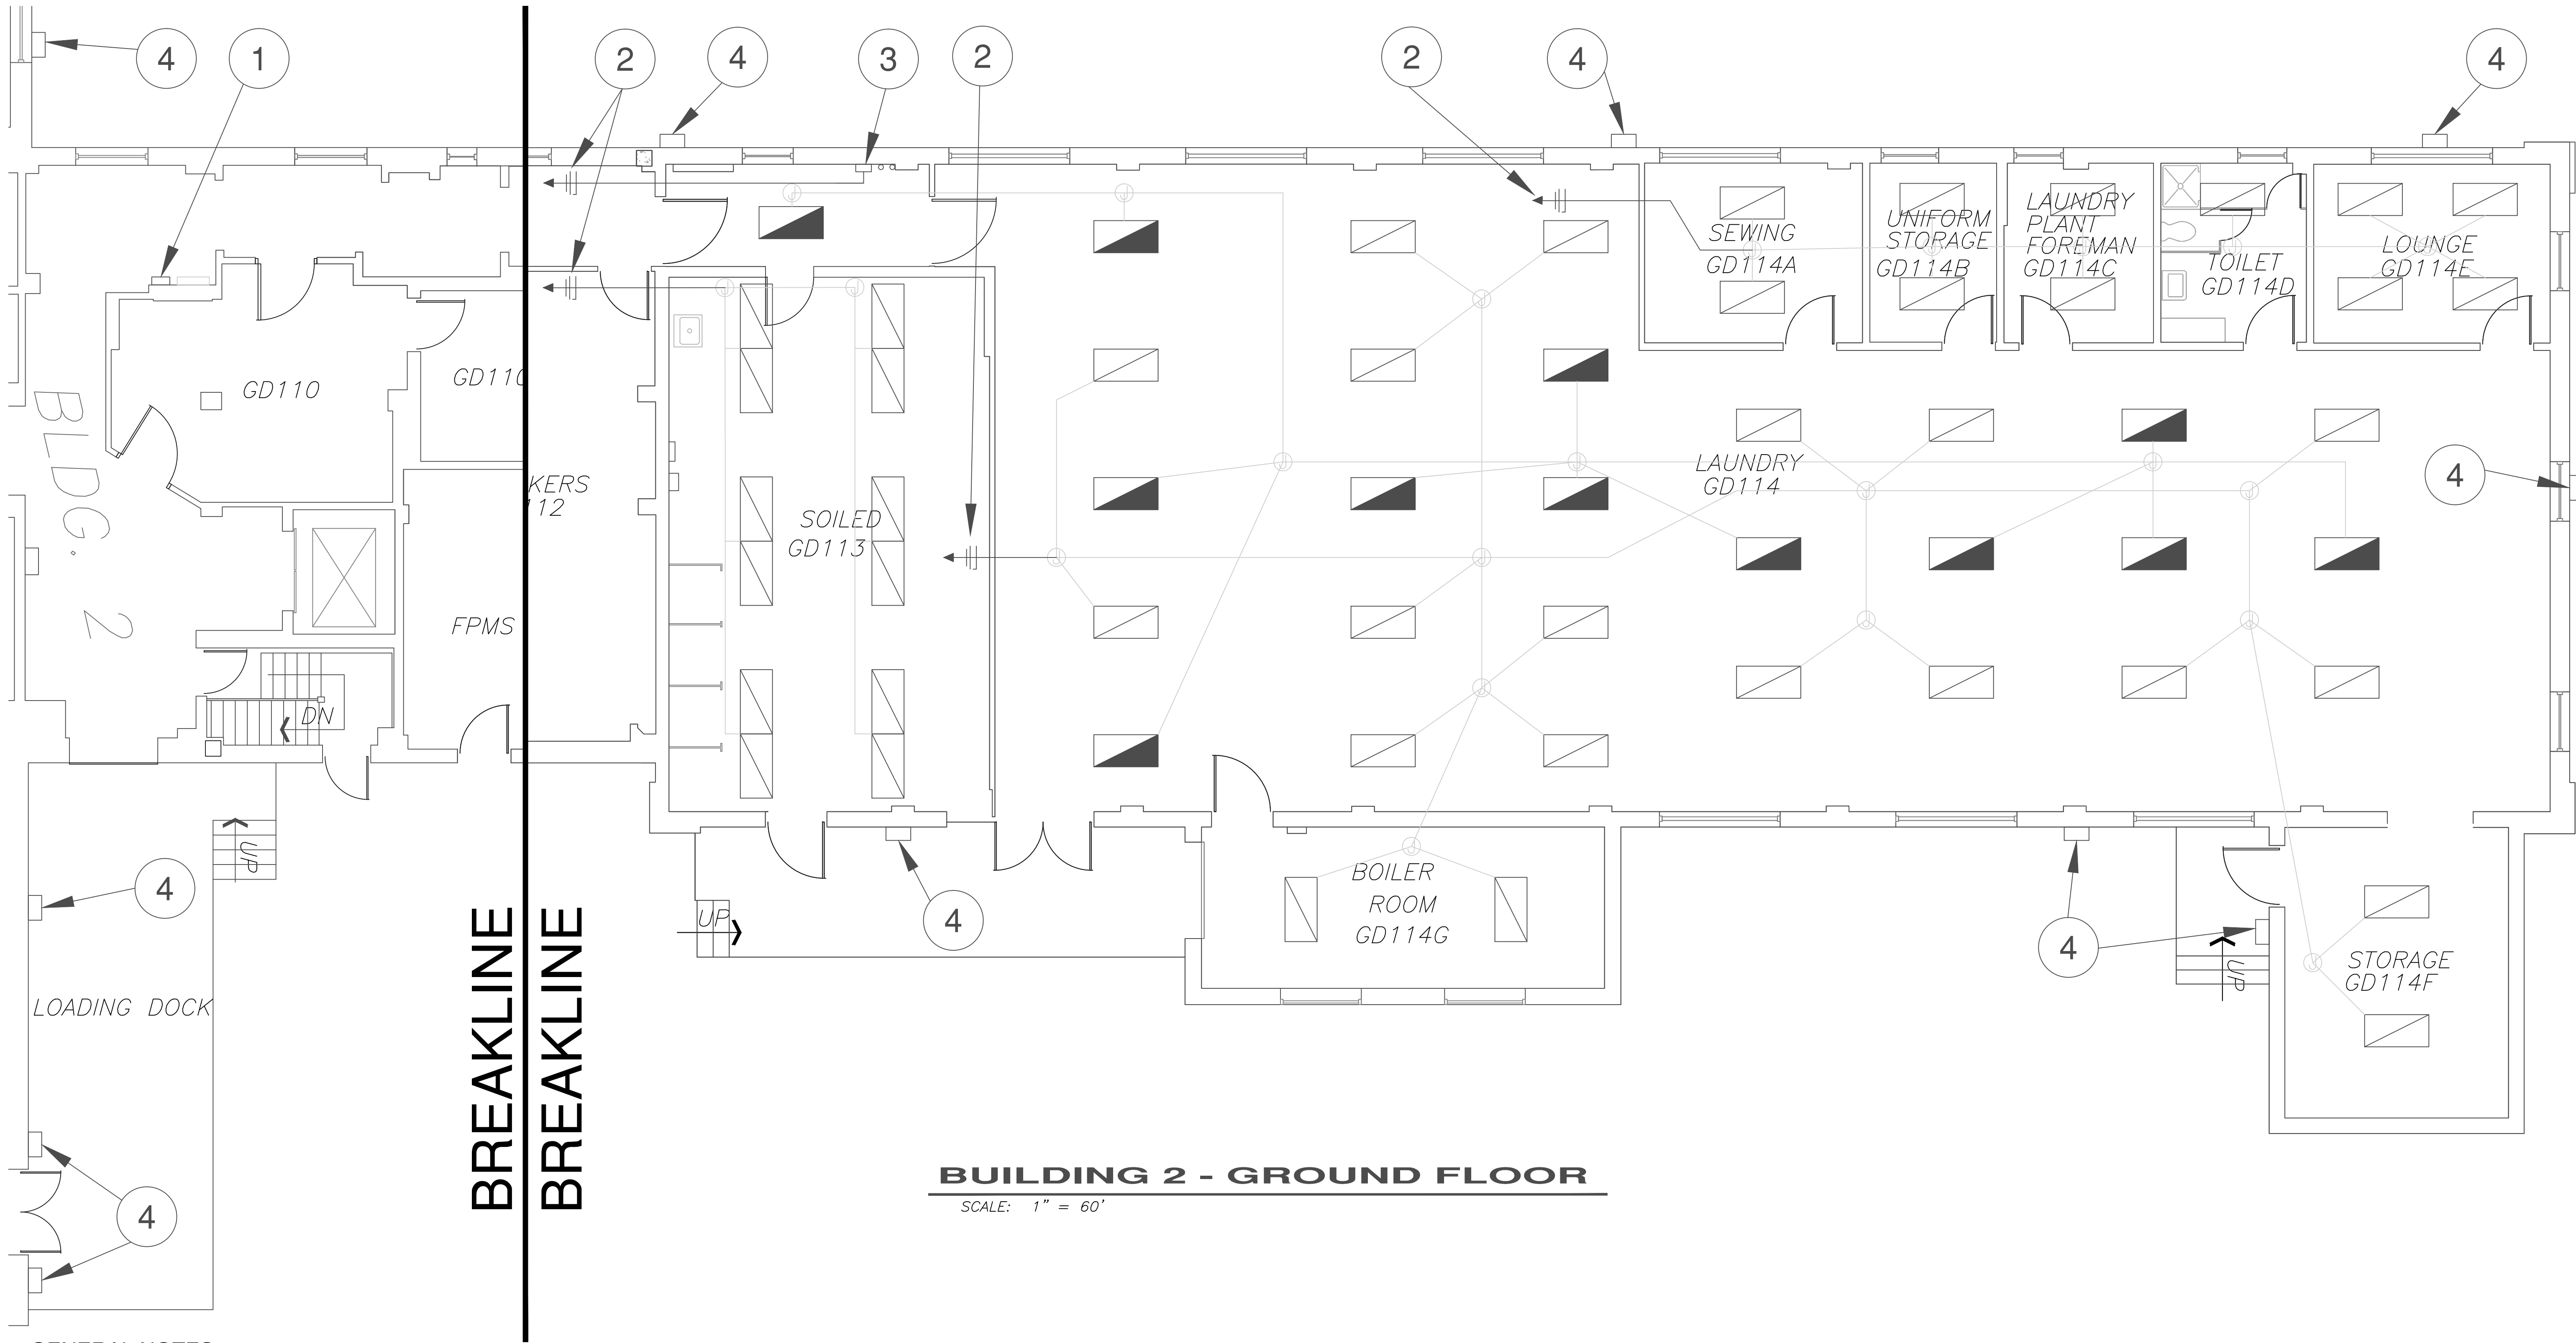 4
1
2
4
3
2
2
4
4
SEWING
GD114A
UNIFORM
STORAGE
GD114B
LAUNDRY
PLANT
FOREMAN
GD114C
TOILET
GD114D
LOUNGE
GD114E
GD110
BLDG. 2
KERS
112
SOILED
GD113
LAUNDRY
GD114
4
FPMS
DN
UP
4
LOADING DOCK
4
BREAKLINE
BREAKLINE
UP
4
BOILER
ROOM
GD114G
4
UP
STORAGE
GD114F
BUILDING 2 - GROUND FLOOR
SCALE: 1" = 60'